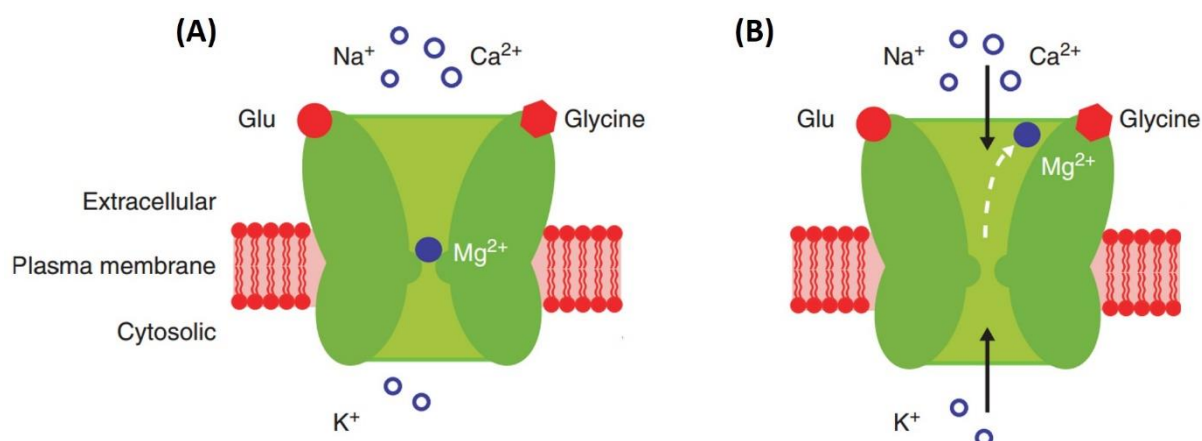 (A)
Na⁺
Ca²⁺
Glu
Glycine
Extracellular
Plasma membrane
Mg²⁺
Cytosolic
K⁺
(B)
Na⁺
Ca²⁺
Glu
Glycine
Mg²⁺
K⁺